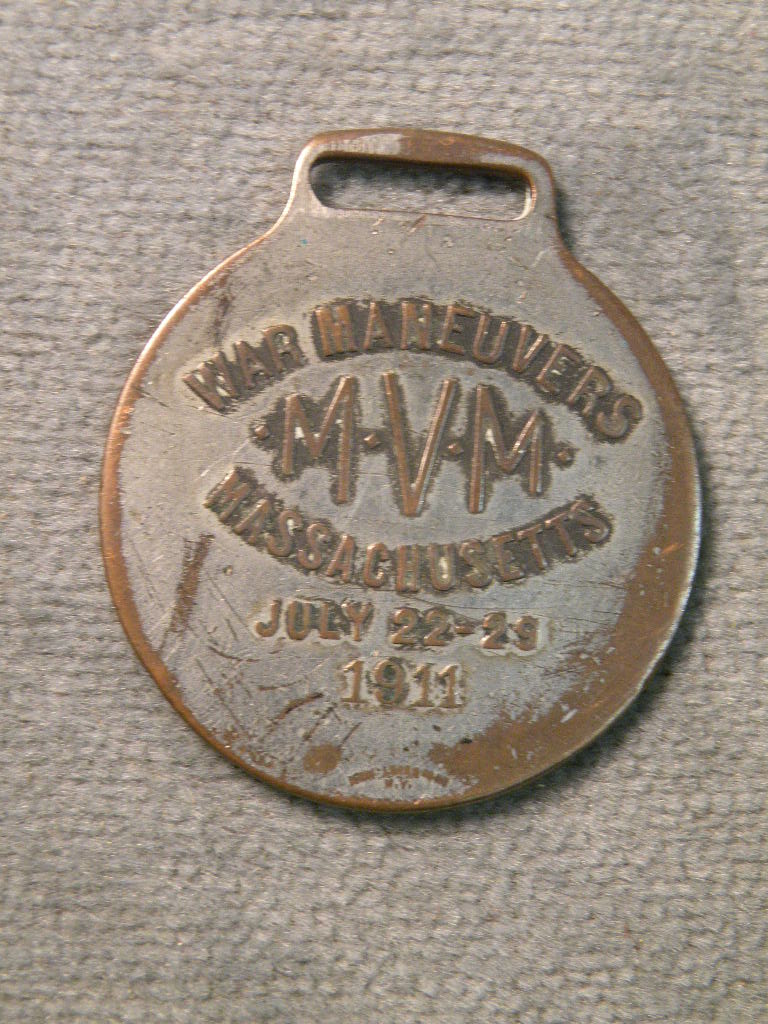 WAR MANEUVERS
·M·V·M·
MASSACHUSETTS
JULY 22-29
1911
N.Y.